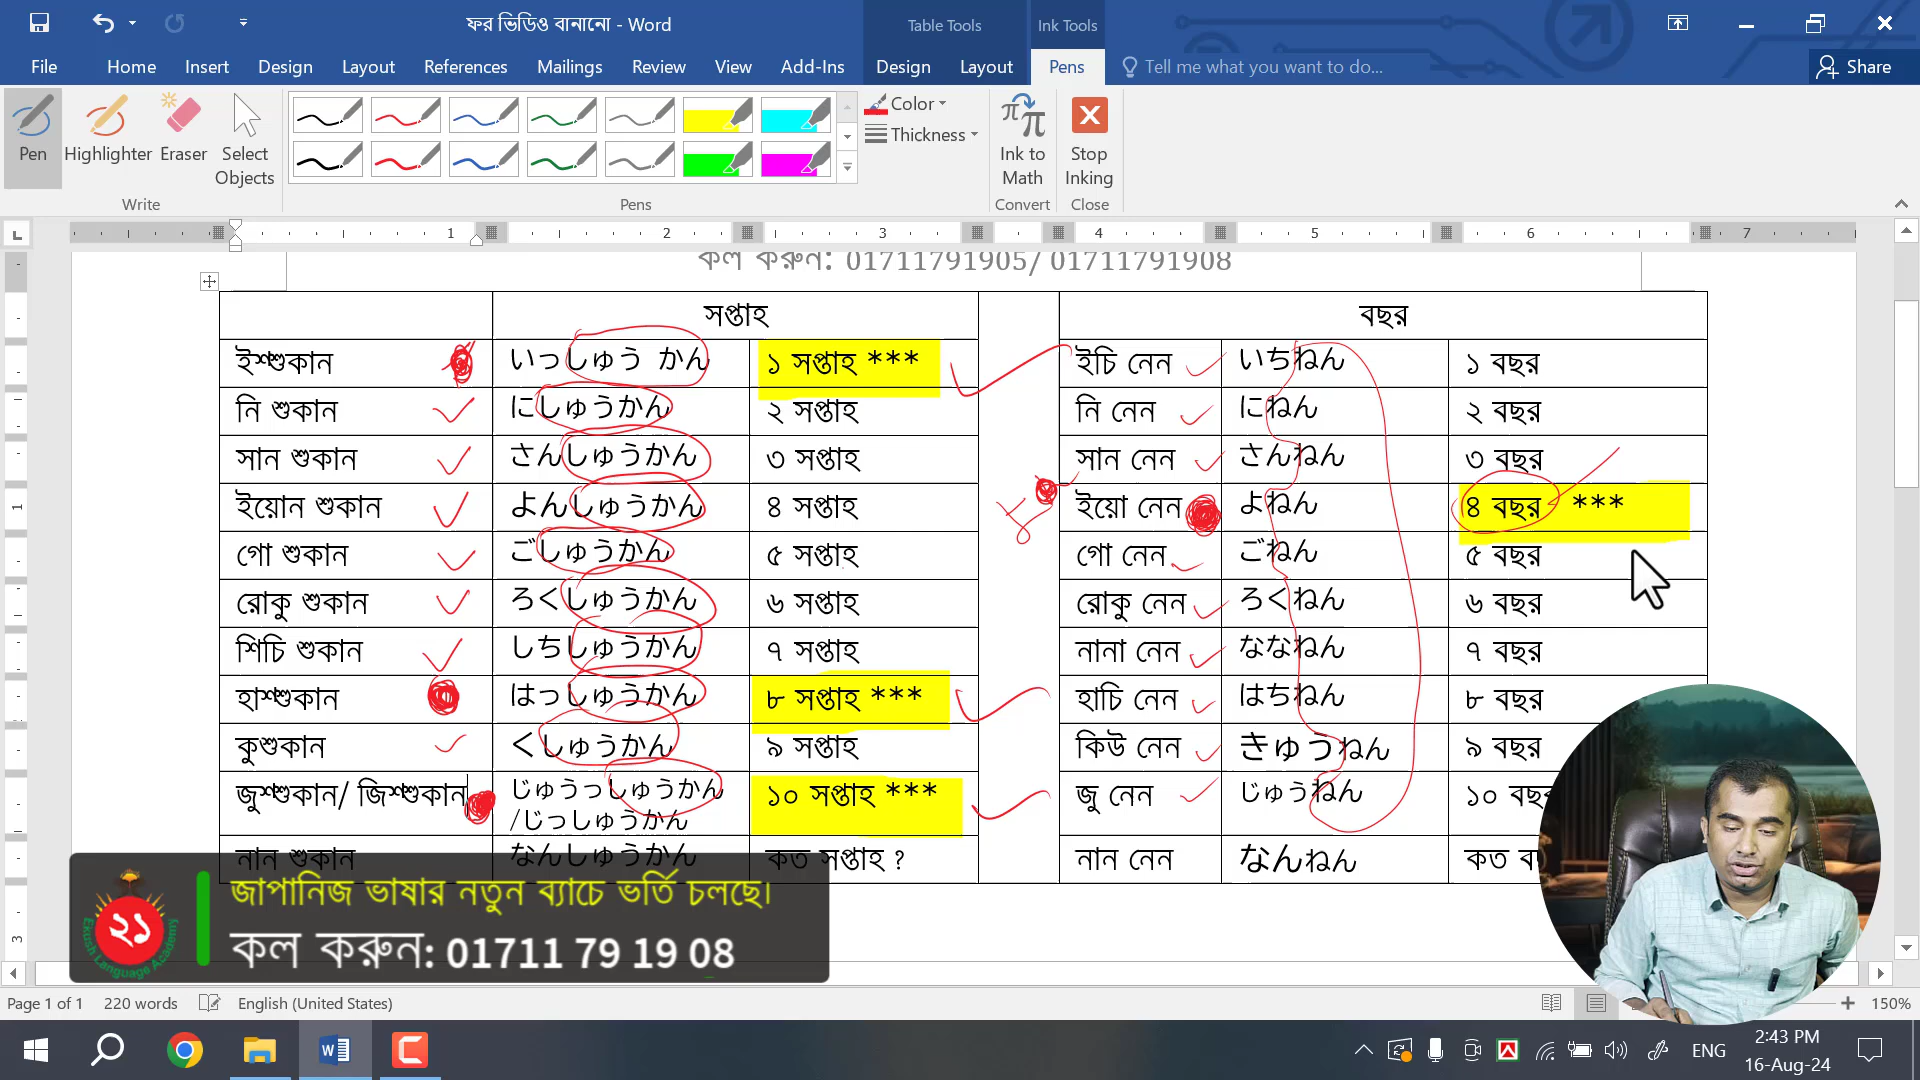 ফর ভিডিও বানানো - Word
Table Tools
Ink Tools
File Home Insert Design Layout References Mailings Review View Add-Ins Design Layout Pens Tell me what you want to do... Share
Pen Highlighter Eraser Select Objects
Color
Thickness
Ink to Math
Stop Inking
Write Pens Convert Close
1 2 3 4 5 6 7
কল করুন: 01711791905/ 01711791908
সপ্তাহ বছর
ইশ্শুকান いっしゅう かん ১ সপ্তাহ *** ইচি নেন いちねん ১ বছর
নি শুকান にしゅうかん ২ সপ্তাহ নি নেন にねん ২ বছর
সান শুকান さんしゅうかん ৩ সপ্তাহ সান নেন さんねん ৩ বছর
ইয়োন শুকান よんしゅうかん ৪ সপ্তাহ ইয়ো নেন よねん ৪ বছর ***
গো শুকান ごしゅうかん ৫ সপ্তাহ গো নেন ごねん ৫ বছর
রোকু শুকান ろくしゅうかん ৬ সপ্তাহ রোকু নেন ろくねん ৬ বছর
শিচি শুকান しちしゅうかん ৭ সপ্তাহ নানা নেন ななねん ৭ বছর
হাশ্শুকান はっしゅうかん ৮ সপ্তাহ *** হাচি নেন はちねん ৮ বছর
কুশুকান くしゅうかん ৯ সপ্তাহ কিউ নেন きゅうねん ৯ বছর
জুশ্শুকান/ জিশ্শুকান じゅうっしゅうかん ১০ সপ্তাহ *** জু নেন じゅうねん ১০
/じっしゅうかん
নান শুকান なんしゅうかん কত সপ্তাহ ? নান নেন なんねん কত
জাপানিজ ভাষার নতুন ব্যাচে ভর্তি চলছে।
কল করুন: 01711 79 19 08
২১
Ekush Language Academy
Page 1 of 1 220 words English (United States) 150%
ENG
2:43 PM
16-Aug-24